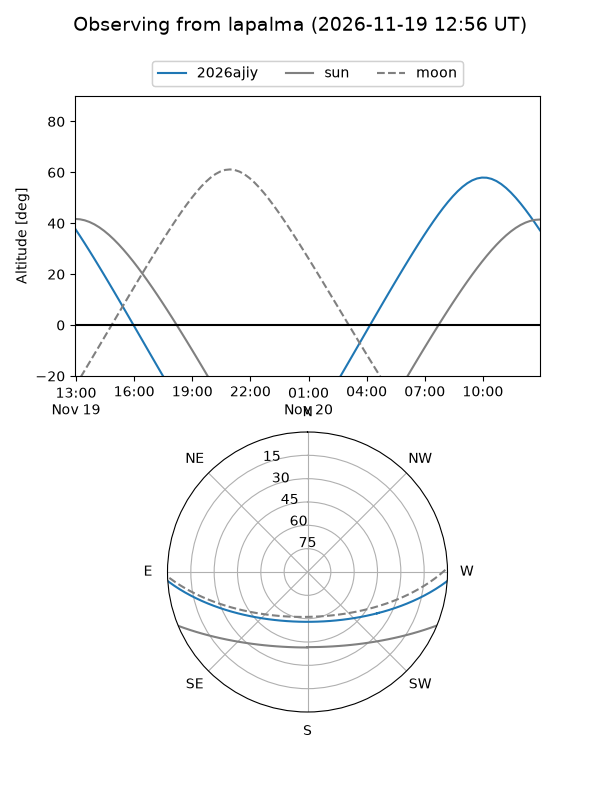 Observing from lapalma (2026-11-19 12:56 UT)
2026ajiy sun moon
Altitude [deg]
80
60
40
20
0
−20
13:00 16:00 19:00 22:00 01:00 04:00 07:00 10:00
Nov 19 Nov 20
N
NE NW
15
30
45
60
75
E W
SE SW
S